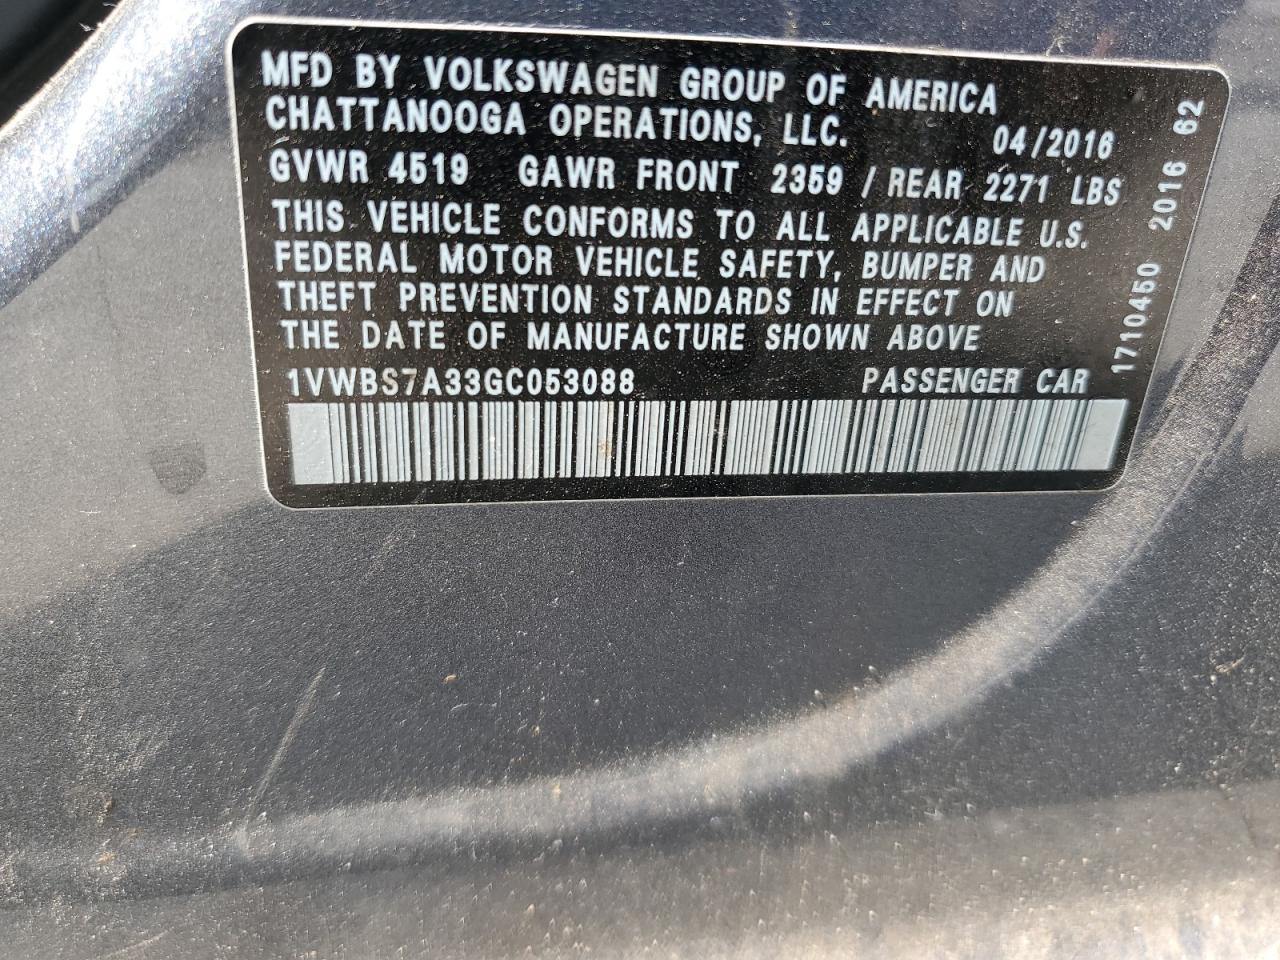 MFD BY VOLKSWAGEN GROUP OF AMERICA
CHATTANOOGA OPERATIONS, LLC. 04/2016
GVWR 4519 GAWR FRONT 2359 / REAR 2271 LBS
THIS VEHICLE CONFORMS TO ALL APPLICABLE U.S.
FEDERAL MOTOR VEHICLE SAFETY, BUMPER AND
THEFT PREVENTION STANDARDS IN EFFECT ON
THE DATE OF MANUFACTURE SHOWN ABOVE
1VWBS7A33GC053088 PASSENGER CAR
1710450 2016 62